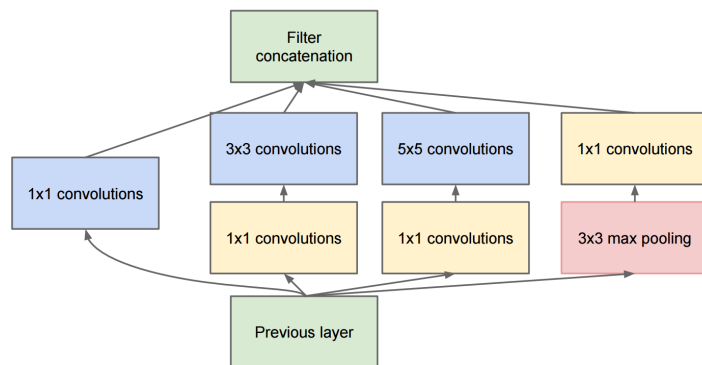 Filter
concatenation
3x3 convolutions
5x5 convolutions
1x1 convolutions
1x1 convolutions
1x1 convolutions
1x1 convolutions
3x3 max pooling
Previous layer